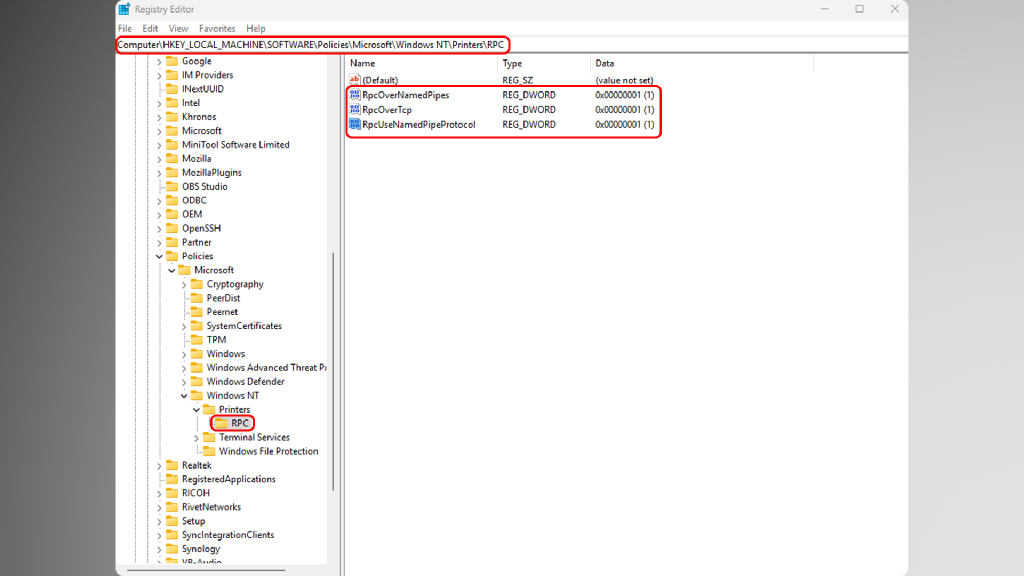 Registry Editor
File Edit View Favorites Help
Computer\HKEY_LOCAL_MACHINE\SOFTWARE\Policies\Microsoft\Windows NT\Printers\RPC
Google
IM Providers
INextUUID
Intel
Khronos
Microsoft
MiniTool Software Limited
Mozilla
MozillaPlugins
OBS Studio
ODBC
OEM
OpenSSH
Partner
Policies
Microsoft
Cryptography
PeerDist
Peernet
SystemCertificates
TPM
Windows
Windows Advanced Threat Pr
Windows Defender
Windows NT
Printers
RPC
Terminal Services
Windows File Protection
Realtek
RegisteredApplications
RICOH
RivetNetworks
Setup
SyncIntegrationClients
Synology
VB-Audio
Name Type Data
ab (Default) REG_SZ (value not set)
RpcOverNamedPipes REG_DWORD 0x00000001 (1)
RpcOverTcp REG_DWORD 0x00000001 (1)
RpcUseNamedPipeProtocol REG_DWORD 0x00000001 (1)